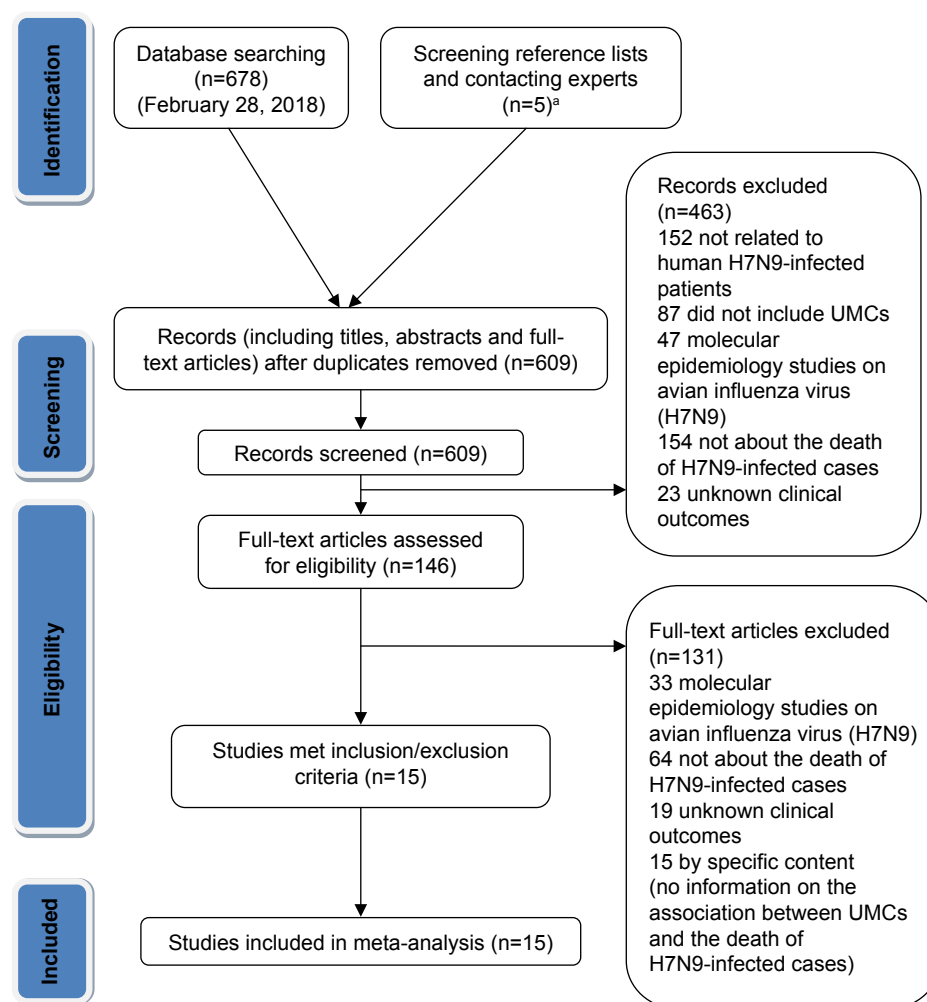 Identification
Database searching
(n=678)
(February 28, 2018)
Screening reference lists
and contacting experts
(n=5)ᵃ
Records excluded
(n=463)
152 not related to
human H7N9-infected
patients
87 did not include UMCs
47 molecular
epidemiology studies on
avian influenza virus
(H7N9)
154 not about the death
of H7N9-infected cases
23 unknown clinical
outcomes
Screening
Records (including titles, abstracts and full-
text articles) after duplicates removed (n=609)
Records screened (n=609)
Eligibility
Full-text articles assessed
for eligibility (n=146)
Full-text articles excluded
(n=131)
33 molecular
epidemiology studies on
avian influenza virus (H7N9)
64 not about the death of
H7N9-infected cases
19 unknown clinical
outcomes
15 by specific content
(no information on the
association between UMCs
and the death of
H7N9-infected cases)
Studies met inclusion/exclusion
criteria (n=15)
Included
Studies included in meta-analysis (n=15)